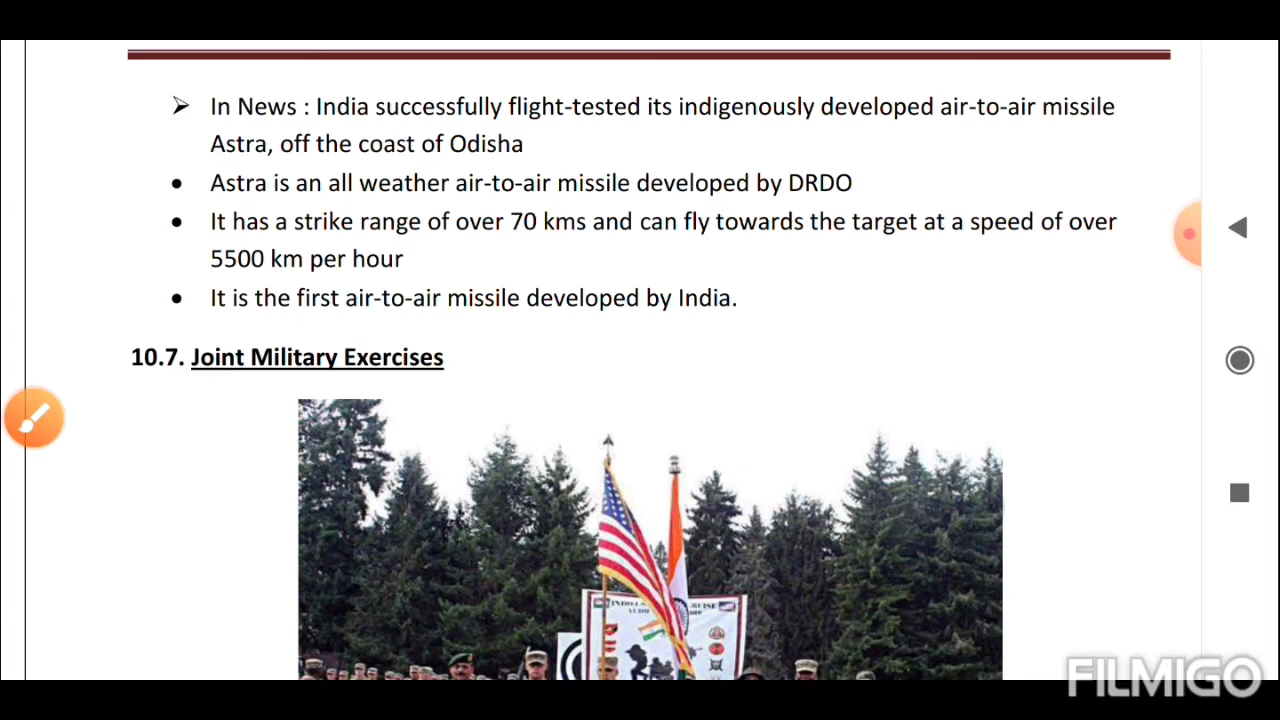 ➢ In News : India successfully flight-tested its indigenously developed air-to-air missile
Astra, off the coast of Odisha
• Astra is an all weather air-to-air missile developed by DRDO
• It has a strike range of over 70 kms and can fly towards the target at a speed of over
5500 km per hour
• It is the first air-to-air missile developed by India.
10.7. Joint Military Exercises
FILMIGO